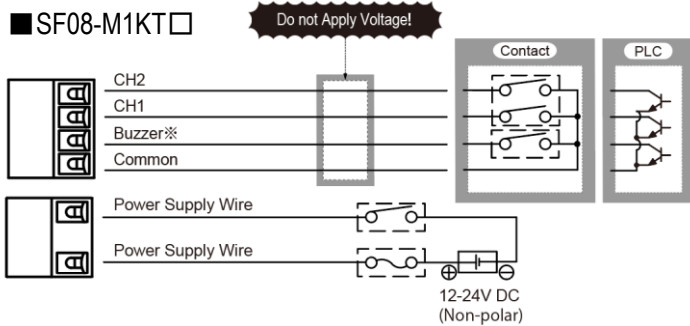 ■SF08-M1KT□
Do not Apply Voltage!
Contact
PLC
CH2
CH1
Buzzer※
Common
Power Supply Wire
Power Supply Wire
⊕ ⊖
12-24V DC
(Non-polar)